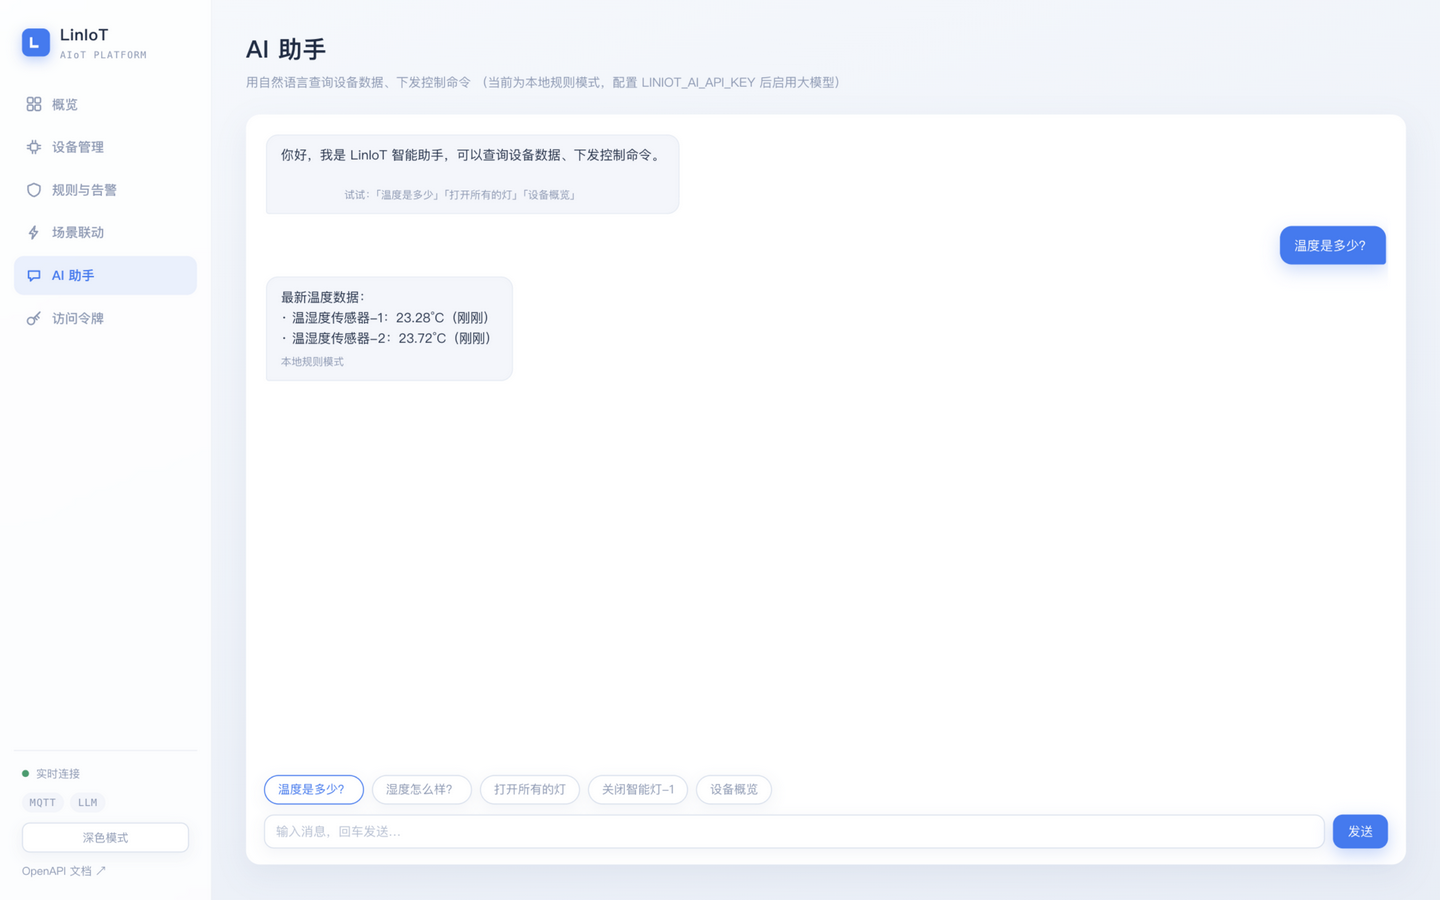 L
LinIoT
AIoT PLATFORM
概览
设备管理
规则与告警
场景联动
AI 助手
访问令牌
实时连接
MQTT LLM
深色模式
OpenAPI 文档 ↗
AI 助手
用自然语言查询设备数据、下发控制命令 （当前为本地规则模式，配置 LINIOT_AI_API_KEY 后启用大模型）
你好，我是 LinIoT 智能助手，可以查询设备数据、下发控制命令。
试试：「温度是多少」「打开所有的灯」「设备概览」
温度是多少？
最新温度数据：
· 温湿度传感器-1：23.28°C（刚刚）
· 温湿度传感器-2：23.72°C（刚刚）
本地规则模式
温度是多少？ 湿度怎么样？ 打开所有的灯 关闭智能灯-1 设备概览
输入消息，回车发送... 发送